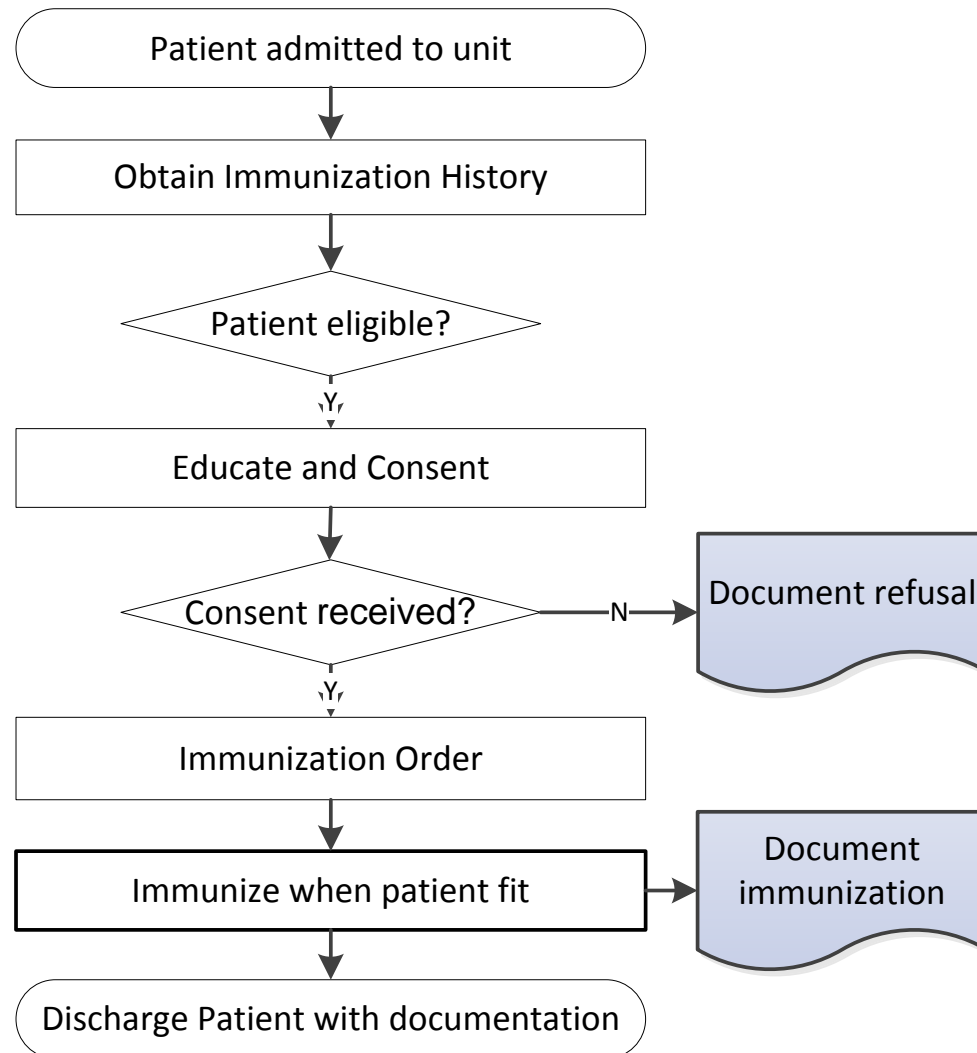 Patient admitted to unit
Obtain Immunization History
Patient eligible?
Y
Educate and Consent
Consent received?
N
Document refusal
Y
Immunization Order
Immunize when patient fit
Document
immunization
Discharge Patient with documentation